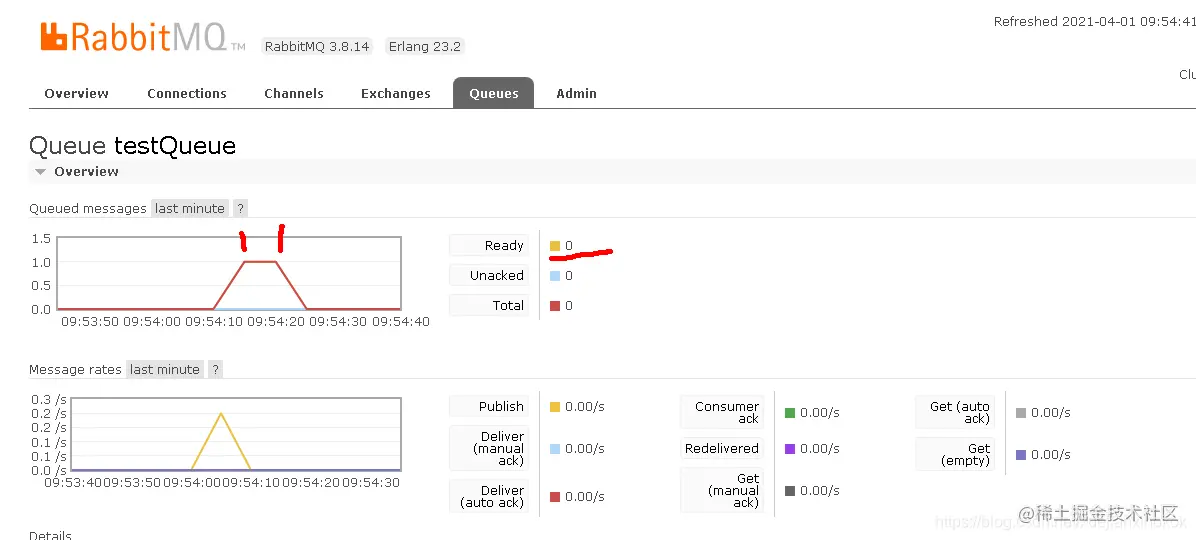 Refreshed 2021-04-01 09:54:41
RabbitMQ TM RabbitMQ 3.8.14 Erlang 23.2
Clu
Overview Connections Channels Exchanges Queues Admin
Queue testQueue
Overview
Queued messages last minute ?
1.5
1.0
0.5
0.0
09:53:50 09:54:00 09:54:10 09:54:20 09:54:30 09:54:40
Ready 0
Unacked 0
Total 0
Message rates last minute ?
0.3 /s
0.2 /s
0.2 /s
0.1 /s
0.1 /s
0.0 /s
09:53:40 09:53:50 09:54:00 09:54:10 09:54:20 09:54:30
Publish 0.00/s
Deliver
(manual
ack) 0.00/s
Deliver
(auto ack) 0.00/s
Consumer
ack 0.00/s
Redelivered 0.00/s
Get
(manual
ack) 0.00/s
Get (auto
ack) 0.00/s
Get
(empty) 0.00/s
@稀土掘金技术社区
Details